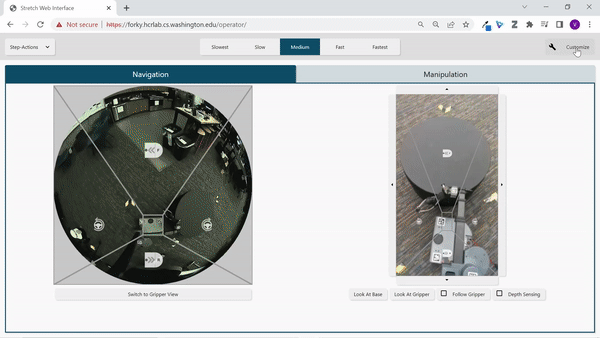 Stretch Web Interface
Not secure
https://forky.hcrlab.cs.washington.edu/operator/
Step-Actions
Slowest
Slow
Medium
Fast
Fastest
Customize
Navigation
Manipulation
Switch to Gripper View
Look At Base
Look At Gripper
Follow Gripper
Depth Sensing